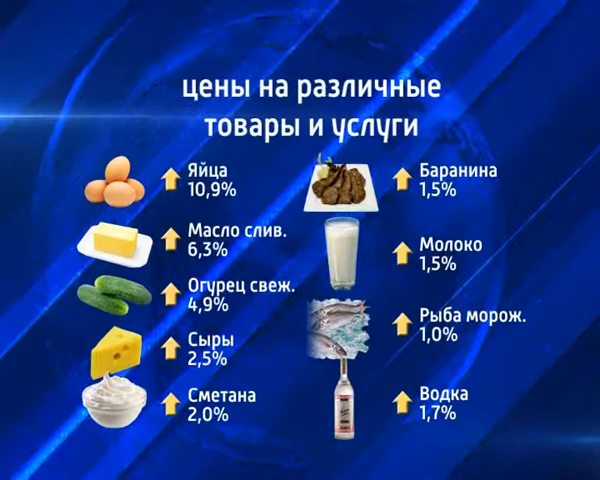 цены на различные
товары и услуги
Яйца
10,9%
Масло слив.
6,3%
Огурец свеж.
4,9%
Сыры
2,5%
Сметана
2,0%
Баранина
1,5%
Молоко
1,5%
Рыба морож.
1,0%
Водка
1,7%